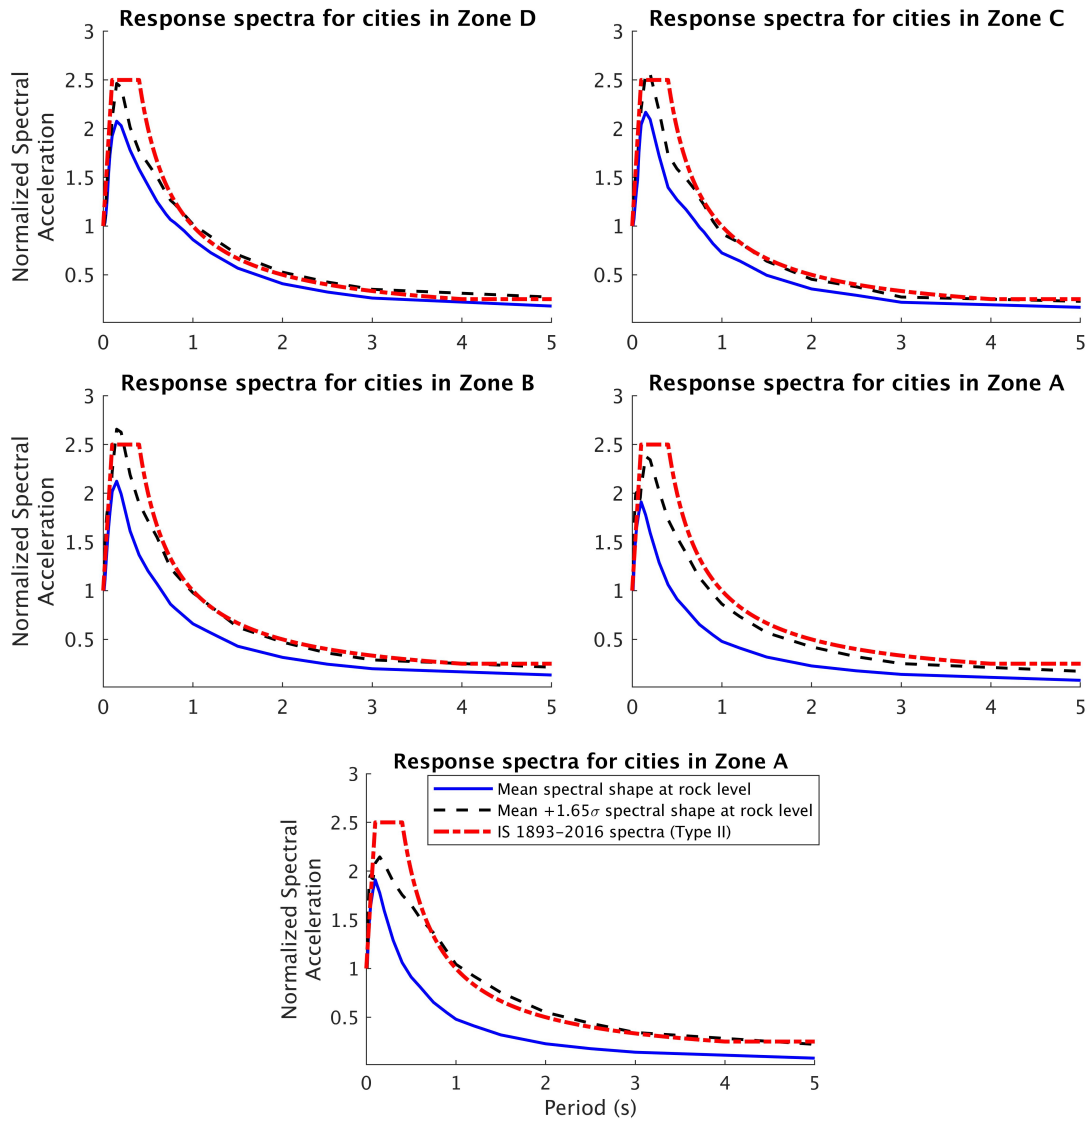 Response spectra for cities in Zone D
Normalized Spectral
Acceleration
3
2.5
2
1.5
1
0.5
0 1 2 3 4 5
Response spectra for cities in Zone C
3
2.5
2
1.5
1
0.5
0 1 2 3 4 5
Response spectra for cities in Zone B
Normalized Spectral
Acceleration
3
2.5
2
1.5
1
0.5
0 1 2 3 4 5
Response spectra for cities in Zone A
3
2.5
2
1.5
1
0.5
0 1 2 3 4 5
Response spectra for cities in Zone A
Mean spectral shape at rock level
Mean +1.65σ spectral shape at rock level
IS 1893-2016 spectra (Type II)
Normalized Spectral
Acceleration
3
2.5
2
1.5
1
0.5
0 1 2 3 4 5
Period (s)